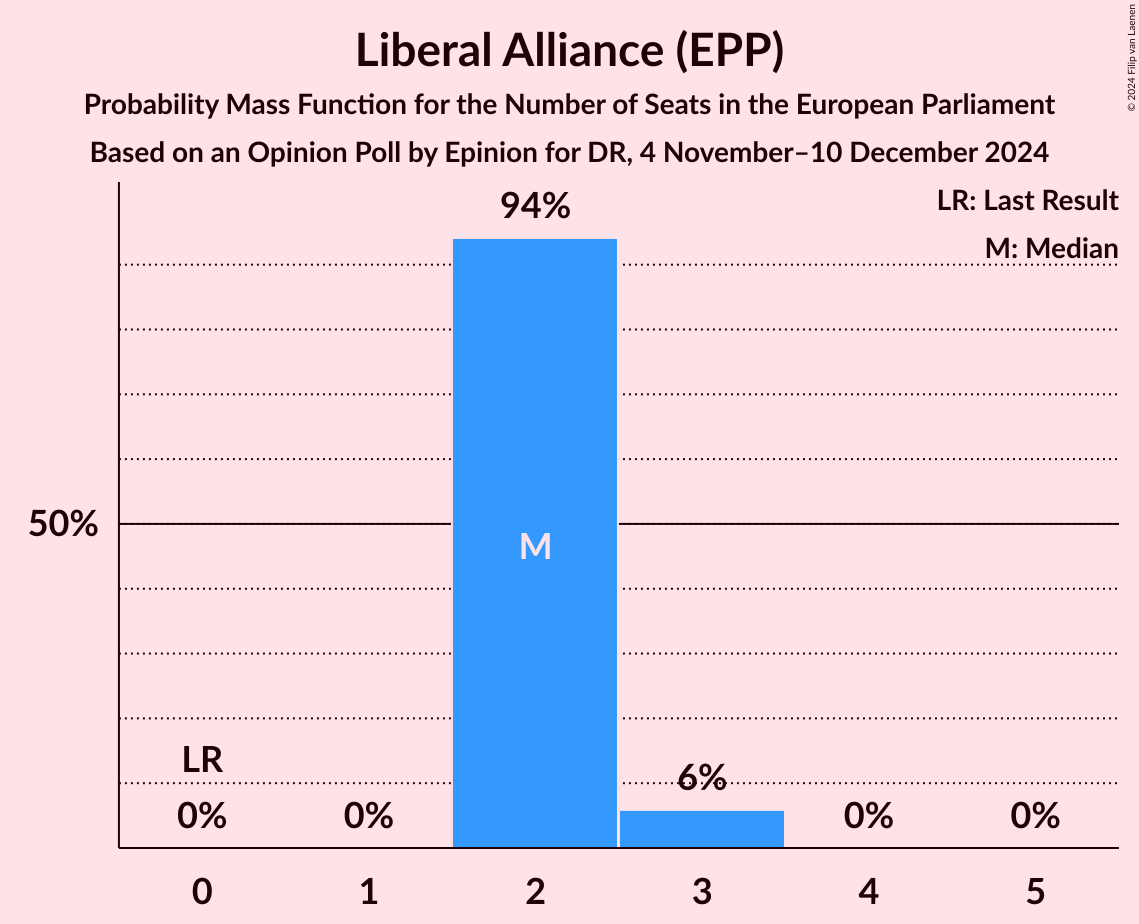 Liberal Alliance (EPP)
Probability Mass Function for the Number of Seats in the European Parliament
Based on an Opinion Poll by Epinion for DR, 4 November–10 December 2024
© 2024 Filip van Laenen
LR: Last Result
M: Median
94%
50%
M
LR
6%
0%
0%
0%
0%
0
1
2
3
4
5